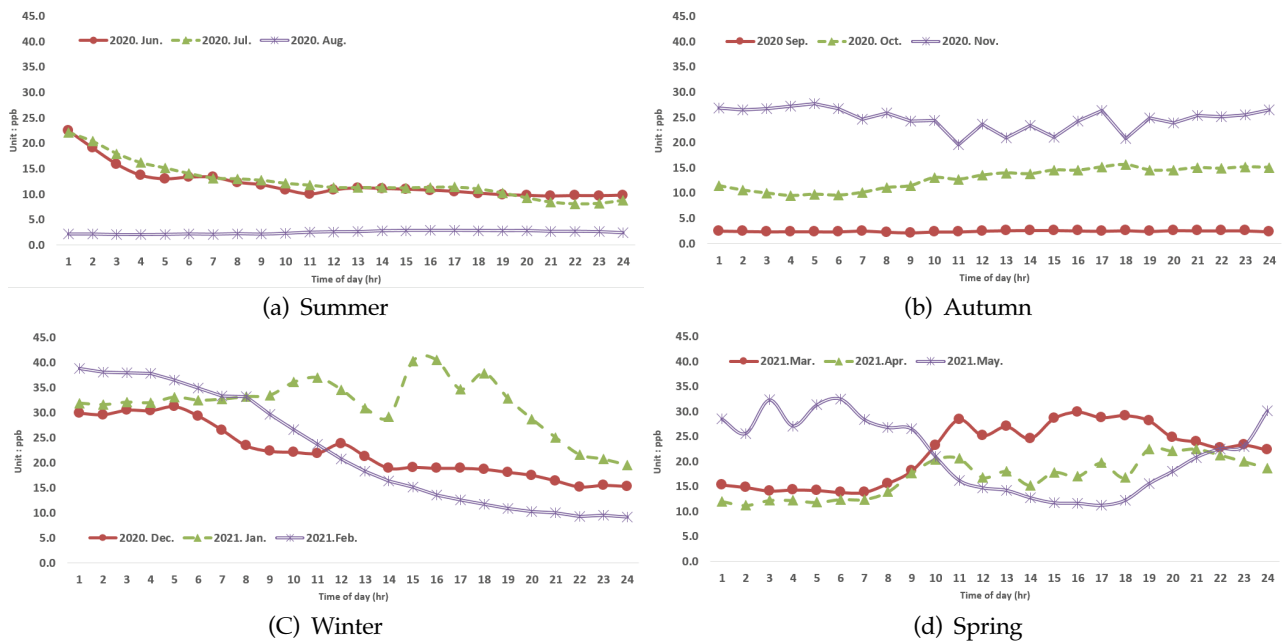 45.0
40.0
35.0
30.0
25.0
20.0
15.0
10.0
5.0
0.0
Unit : ppb
2020. Jun. 2020. Jul. 2020. Aug.
1 2 3 4 5 6 7 8 9 10 11 12 13 14 15 16 17 18 19 20 21 22 23 24
Time of day (hr)
(a) Summer
45.0
40.0
35.0
30.0
25.0
20.0
15.0
10.0
5.0
0.0
Unit : ppb
2020 Sep. 2020. Oct. 2020. Nov.
1 2 3 4 5 6 7 8 9 10 11 12 13 14 15 16 17 18 19 20 21 22 23 24
Time of day (hr)
(b) Autumn
45.0
40.0
35.0
30.0
25.0
20.0
15.0
10.0
5.0
0.0
Unit : ppb
2020. Dec. 2021. Jan. 2021.Feb.
1 2 3 4 5 6 7 8 9 10 11 12 13 14 15 16 17 18 19 20 21 22 23 24
Time of day (hr)
(C) Winter
45.0
40.0
35.0
30.0
25.0
20.0
15.0
10.0
5.0
0.0
Unit : ppb
2021.Mar. 2021.Apr. 2021.May.
1 2 3 4 5 6 7 8 9 10 11 12 13 14 15 16 17 18 19 20 21 22 23 24
Time of day (hr)
(d) Spring